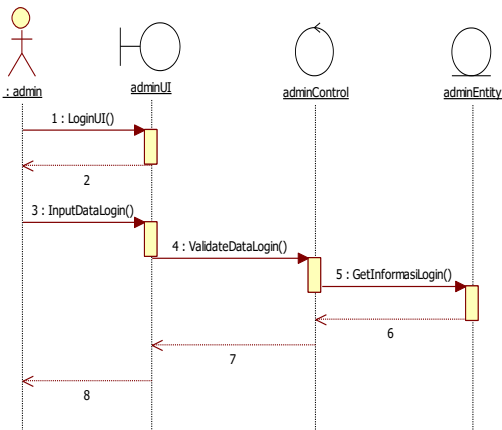 : admin
adminUI
adminControl
adminEntity
1 : LoginUI()
2
3 : InputDataLogin()
4 : ValidateDataLogin()
5 : GetInformasiLogin()
6
7
8